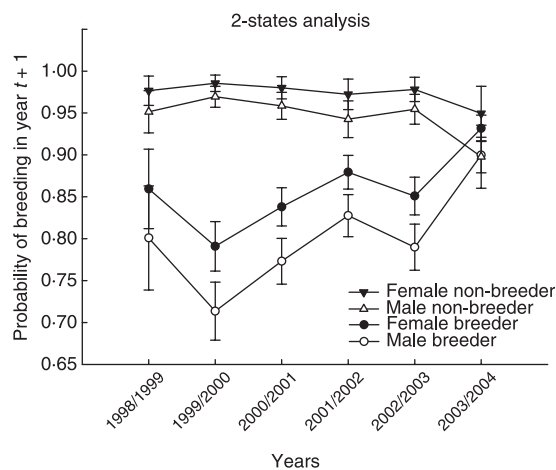 2-states analysis
Probability of breeding in year t + 1
1·00
0·95
0·90
0·85
0·80
0·75
0·70
0·65
Female non-breeder
Male non-breeder
Female breeder
Male breeder
1998/1999
1999/2000
2000/2001
2001/2002
2002/2003
2003/2004
Years